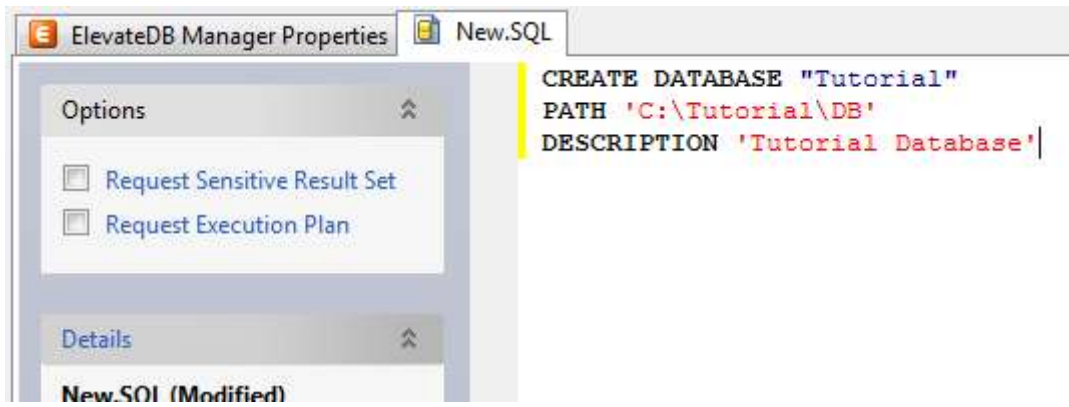 ElevateDB Manager Properties
New.SQL
Options
Request Sensitive Result Set
Request Execution Plan
Details
New.SQL (Modified)
CREATE DATABASE "Tutorial"
PATH 'C:\Tutorial\DB'
DESCRIPTION 'Tutorial Database'